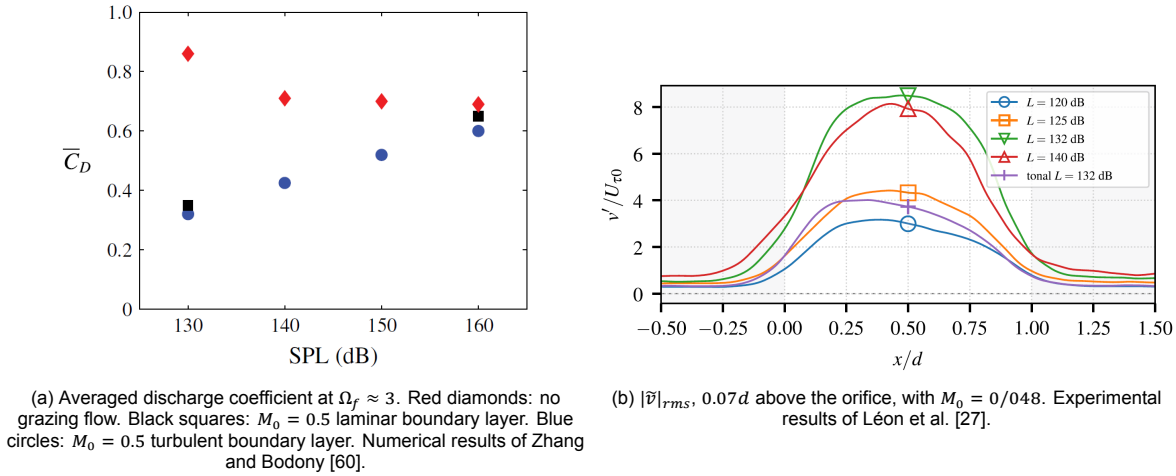 1.0
0.8
0.6
0.4
0.2
0
C̅_D
130 140 150 160
SPL (dB)
(a) Averaged discharge coefficient at Ω_f ≈ 3. Red diamonds: no
grazing flow. Black squares: M_0 = 0.5 laminar boundary layer. Blue
circles: M_0 = 0.5 turbulent boundary layer. Numerical results of Zhang
and Bodony [60].
8
6
4
2
0
v′/U_τ0
L = 120 dB
L = 125 dB
L = 132 dB
L = 140 dB
tonal L = 132 dB
−0.50 −0.25 0.00 0.25 0.50 0.75 1.00 1.25 1.50
x/d
(b) |ṽ|_rms, 0.07d above the orifice, with M_0 = 0/048. Experimental
results of Léon et al. [27].